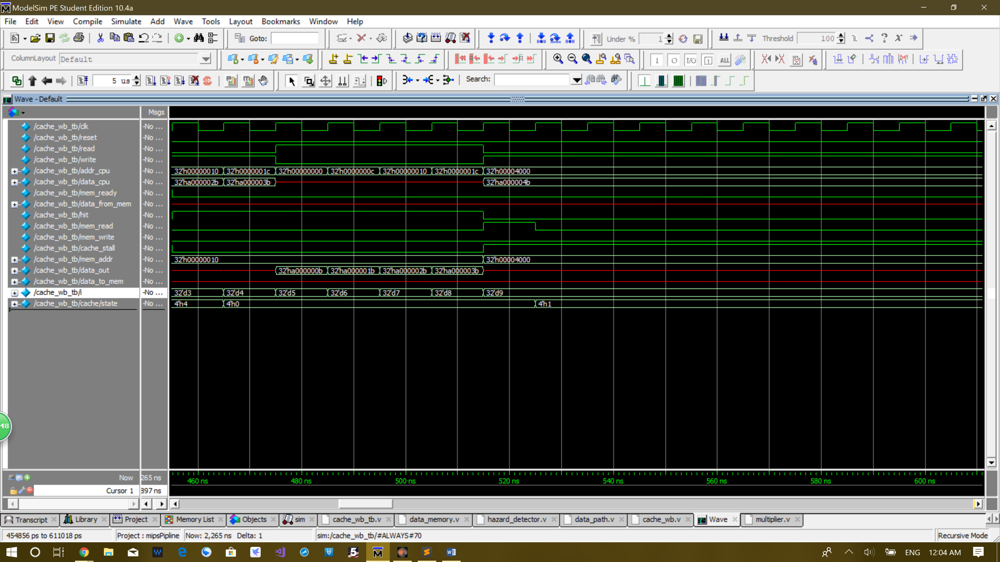 ModelSim PE Student Edition 10.4a
File Edit View Compile Simulate Add Wave Tools Layout Bookmarks Window Help
Goto: Under % 1 Threshold 100
ColumnLayout Default ALL
5 us Search:
Wave - Default
Msgs
/cache_wb_tb/clk -No ...
/cache_wb_tb/reset -No ...
/cache_wb_tb/read -No ...
/cache_wb_tb/write -No ...
/cache_wb_tb/addr_cpu -No ... 32'h00000010 32'h0000001c 32'h00000000 32'h0000000c 32'h00000010 32'h0000001c 32'h00004000
/cache_wb_tb/data_cpu -No ... 32'ha000002b 32'ha000003b 32'ha000004b
/cache_wb_tb/mem_ready -No ...
/cache_wb_tb/data_from_mem -No ...
/cache_wb_tb/hit -No ...
/cache_wb_tb/mem_read -No ...
/cache_wb_tb/mem_write -No ...
/cache_wb_tb/cache_stall -No ...
/cache_wb_tb/mem_addr -No ... 32'h00000010 32'h00004000
/cache_wb_tb/data_out -No ... 32'ha000000b 32'ha000001b 32'ha000002b 32'ha000003b
/cache_wb_tb/data_to_mem -No ...
/cache_wb_tb/i -No ... 32'd3 32'd4 32'd5 32'd6 32'd7 32'd8 32'd9
/cache_wb_tb/cache/state -No ... 4'h4 4'h0 4'h1
48
Now 265 ns 460 ns 480 ns 500 ns 520 ns 540 ns 560 ns 580 ns 600 ns
Cursor 1 897 ns
Transcript Library Project Memory List Objects sim cache_wb_tb.v data_memory.v hazard_detector.v data_path.v cache_wb.v Wave multiplier.v
454856 ps to 611018 ps Project : mipsPipline Now: 2,265 ns Delta: 1 sim:/cache_wb_tb/#ALWAYS#70 Recursive Mode
ENG 12:04 AM